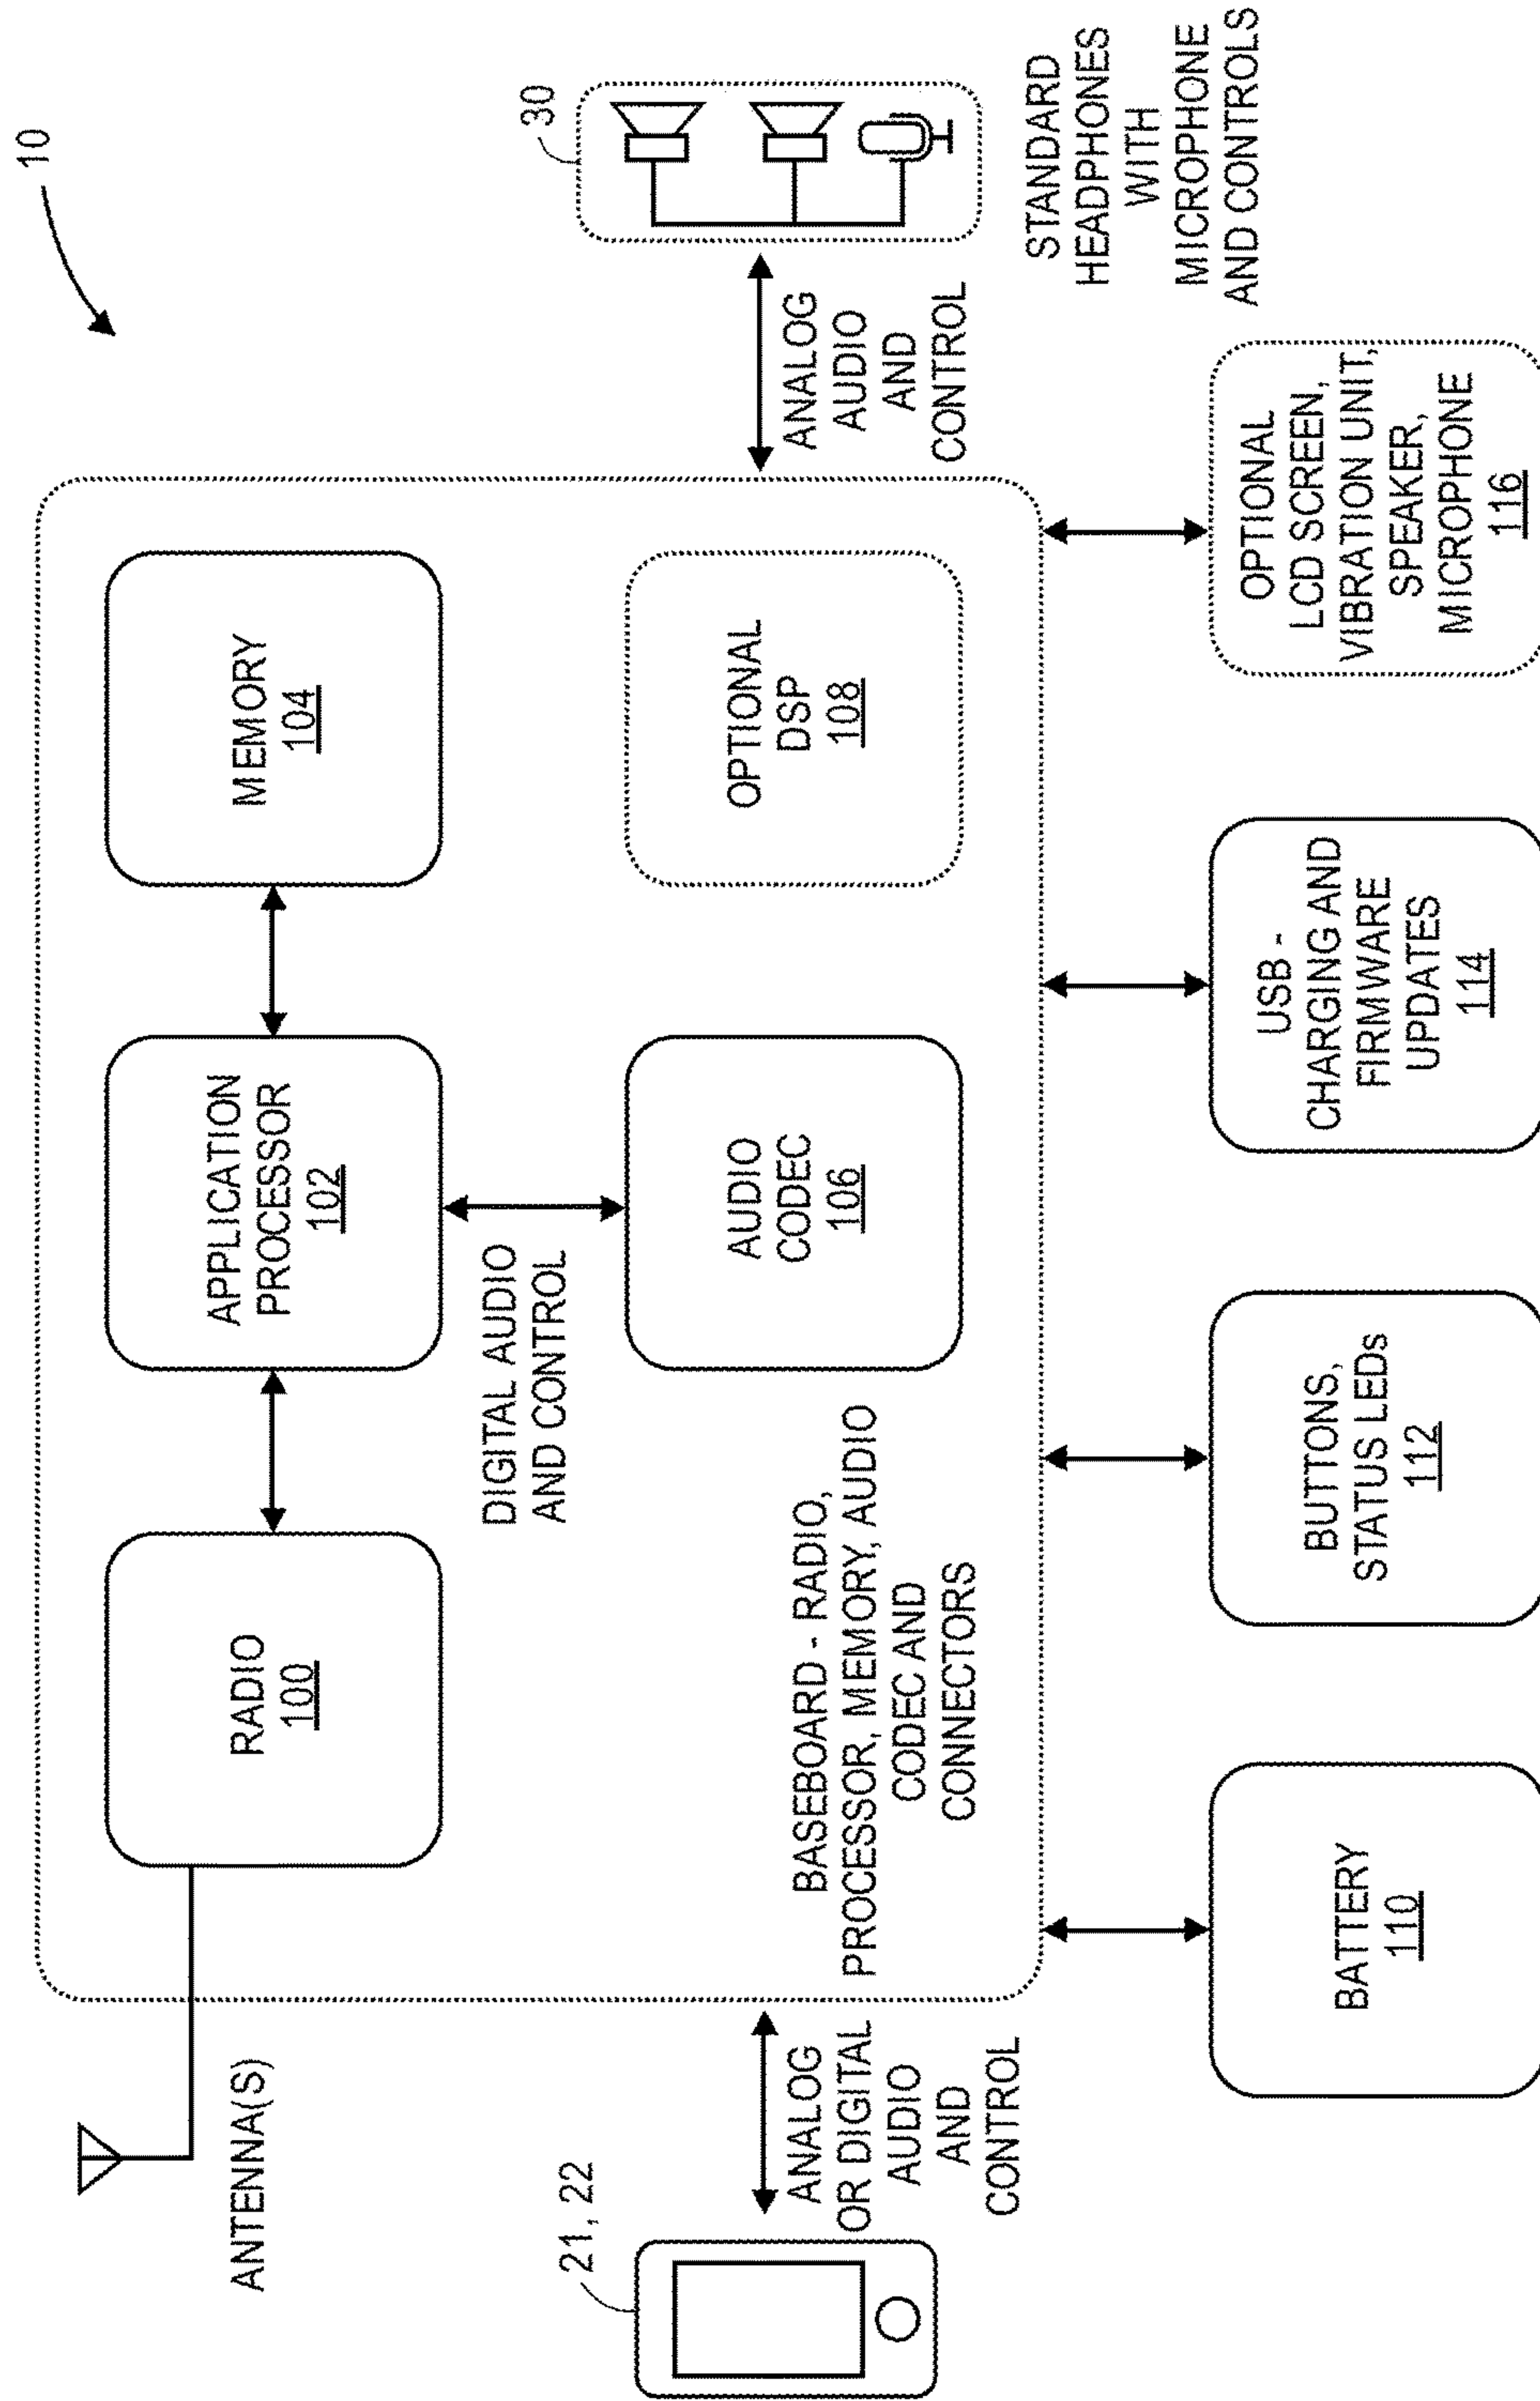 10
ANTENNA(S)
RADIO
100
APPLICATION
PROCESSOR
102
MEMORY
104
DIGITAL AUDIO
AND CONTROL
21, 22
ANALOG
OR DIGITAL
AUDIO
AND
CONTROL
BASEBOARD - RADIO,
PROCESSOR, MEMORY, AUDIO
CODEC AND
CONNECTORS
AUDIO
CODEC
106
OPTIONAL
DSP
108
ANALOG
AUDIO
AND
CONTROL
30
STANDARD
HEADPHONES
WITH
MICROPHONE
AND CONTROLS
BATTERY
110
BUTTONS,
STATUS LEDs
112
USB -
CHARGING AND
FIRMWARE
UPDATES
114
OPTIONAL
LCD SCREEN,
VIBRATION UNIT,
SPEAKER,
MICROPHONE
116